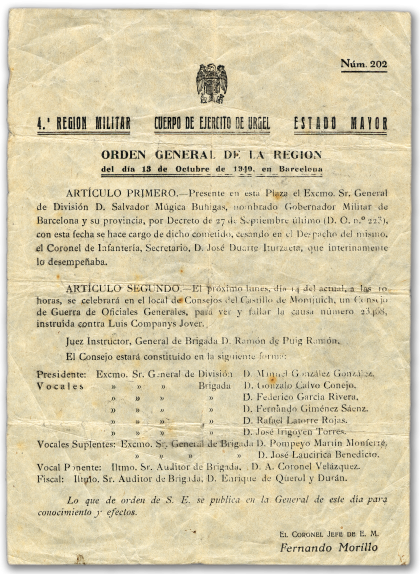 Núm. 202
4.ª REGION MILITAR CUERPO DE EJERCITO DE URGEL ESTADO MAYOR
ORDEN GENERAL DE LA REGION
del día 13 de Octubre de 1940, en Barcelona
ARTÍCULO PRIMERO.—Presente en esta Plaza el Excmo. Sr. General
de División D. Salvador Múgica Buhigas, nombrado Gobernador Militar de
Barcelona y su provincia, por Decreto de 27 de Septiembre último (D. O. n.º 223),
con esta fecha se hace cargo de dicho cometido, cesando en el Despacho del mismo,
el Coronel de Infantería, Secretario, D. José Duarte Iturzaeta, que interinamente
lo desempeñaba.
ARTÍCULO SEGUNDO.—El próximo lunes, día 14 del actual, a las 10
horas, se celebrará en el local de Consejos del Castillo de Montjuich, un Consejo
de Guerra de Oficiales Generales, para ver y fallar la causa número 23468,
instruída contra Luis Companys Jover.
Juez Instructor, General de Brigada D. Ramón de Puig Ramón.
El Consejo estará constituído en la siguiente forma:
Presidente: Excmo. Sr. General de División D. Manuel González González.
Vocales » » » Brigada D. Gonzalo Calvo Conejo.
» » » » D. Federico García Rivera.
» » » » D. Fernando Giménez Sáenz.
» » » » D. Rafael Latorre Rojas.
» » » » D. José Irigoyen Torres.
Vocales Suplentes: Excmo. Sr. General de Brigada D. Pompeyo Martín Monferré,
» » » » D. José Laucirica Benedicto.
Vocal Ponente: Iltmo. Sr. Auditor de Brigada, D. A. Coronel Velázquez.
Fiscal: Iltmo. Sr. Auditor de Brigada, D. Enrique de Querol y Durán.
Lo que de orden de S. E. se publica en la General de este día para
conocimiento y efectos.
EL CORONEL JEFE DE E. M.
Fernando Morillo